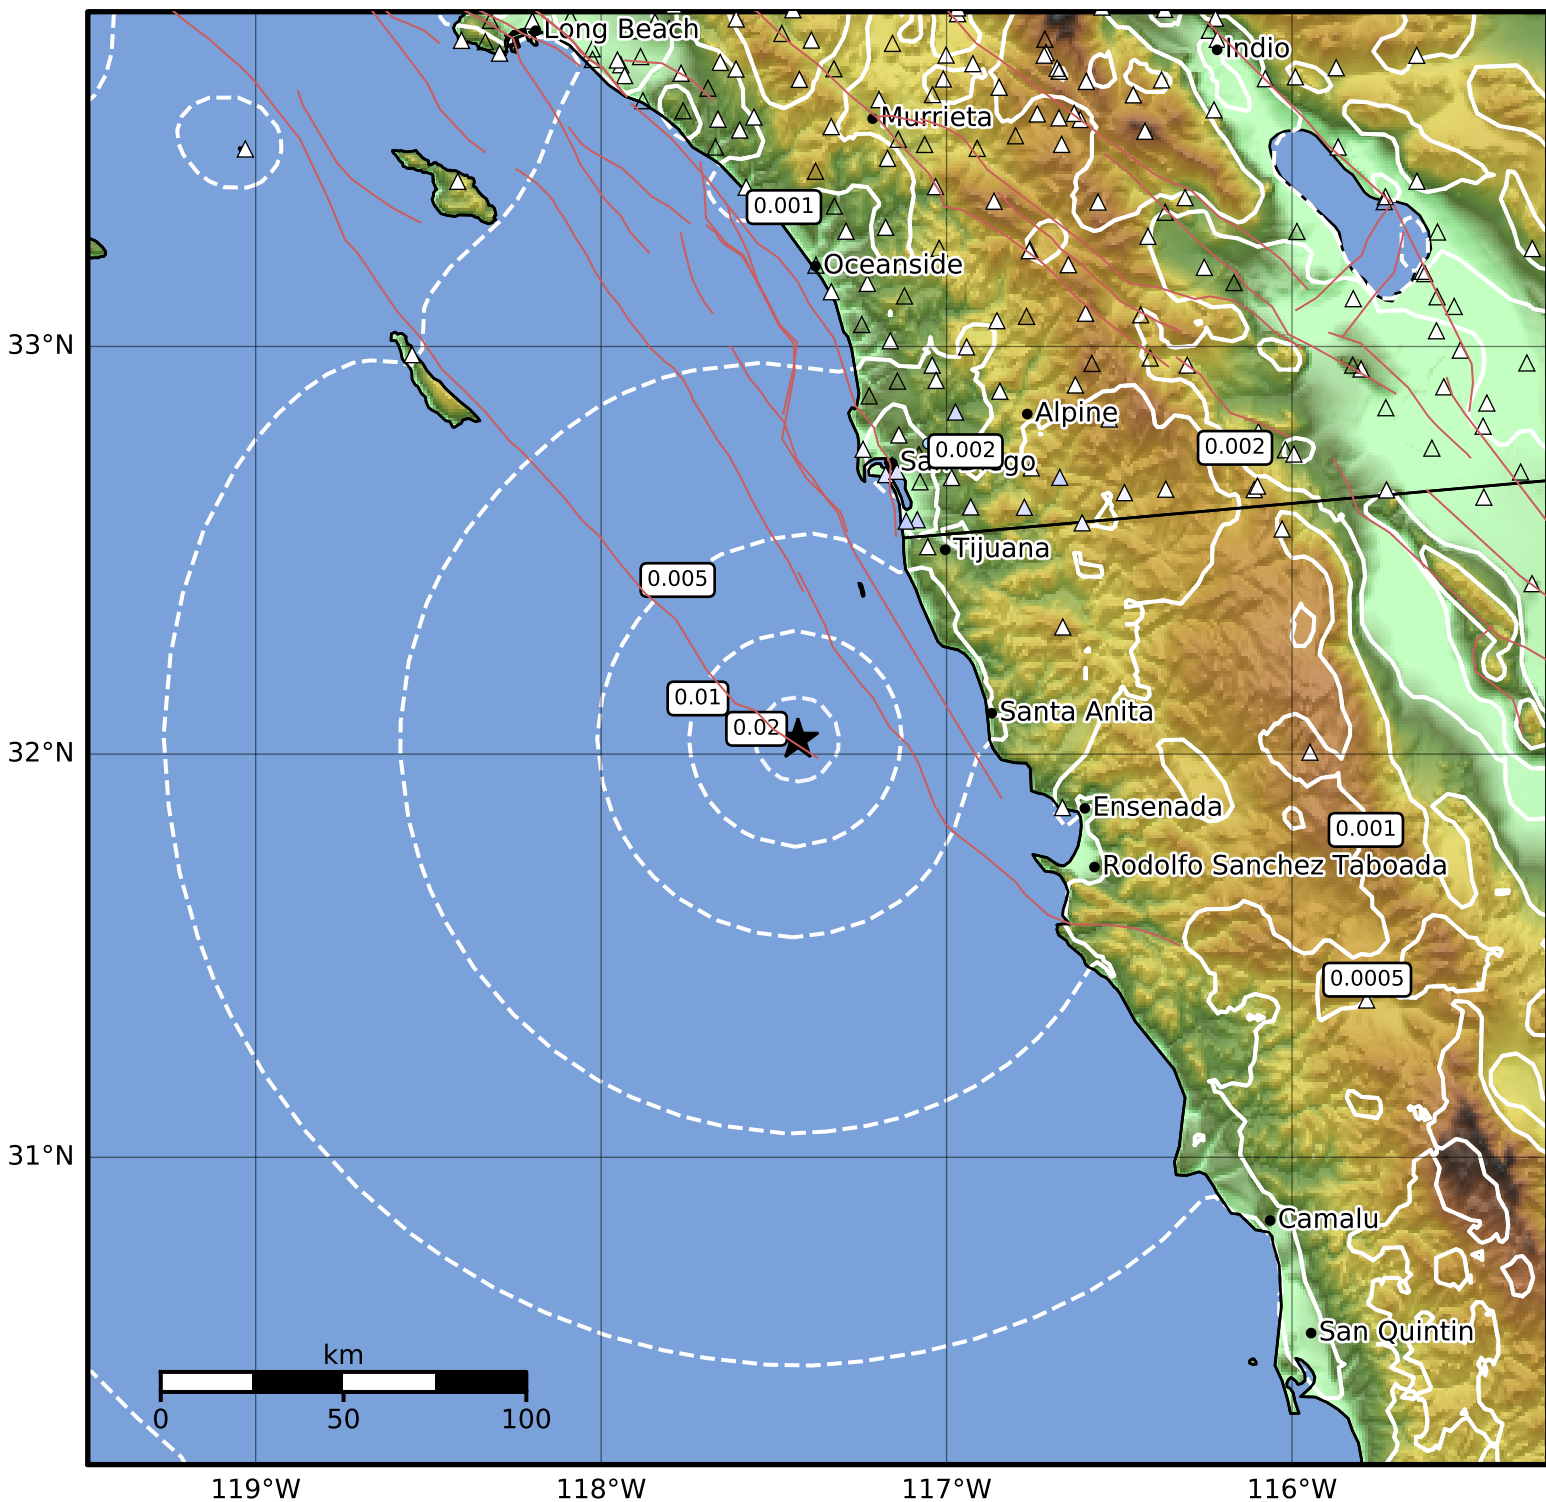 Long Beach
Indio
Murrieta
0.001
Oceanside
33°N
Alpine
0.002
0.002
San Diego
Tijuana
0.005
0.01
Santa Anita
0.02
32°N
Ensenada
0.001
Rodolfo Sanchez Taboada
0.0005
31°N
Camalu
San Quintin
km
0 50 100
119°W 118°W 117°W 116°W